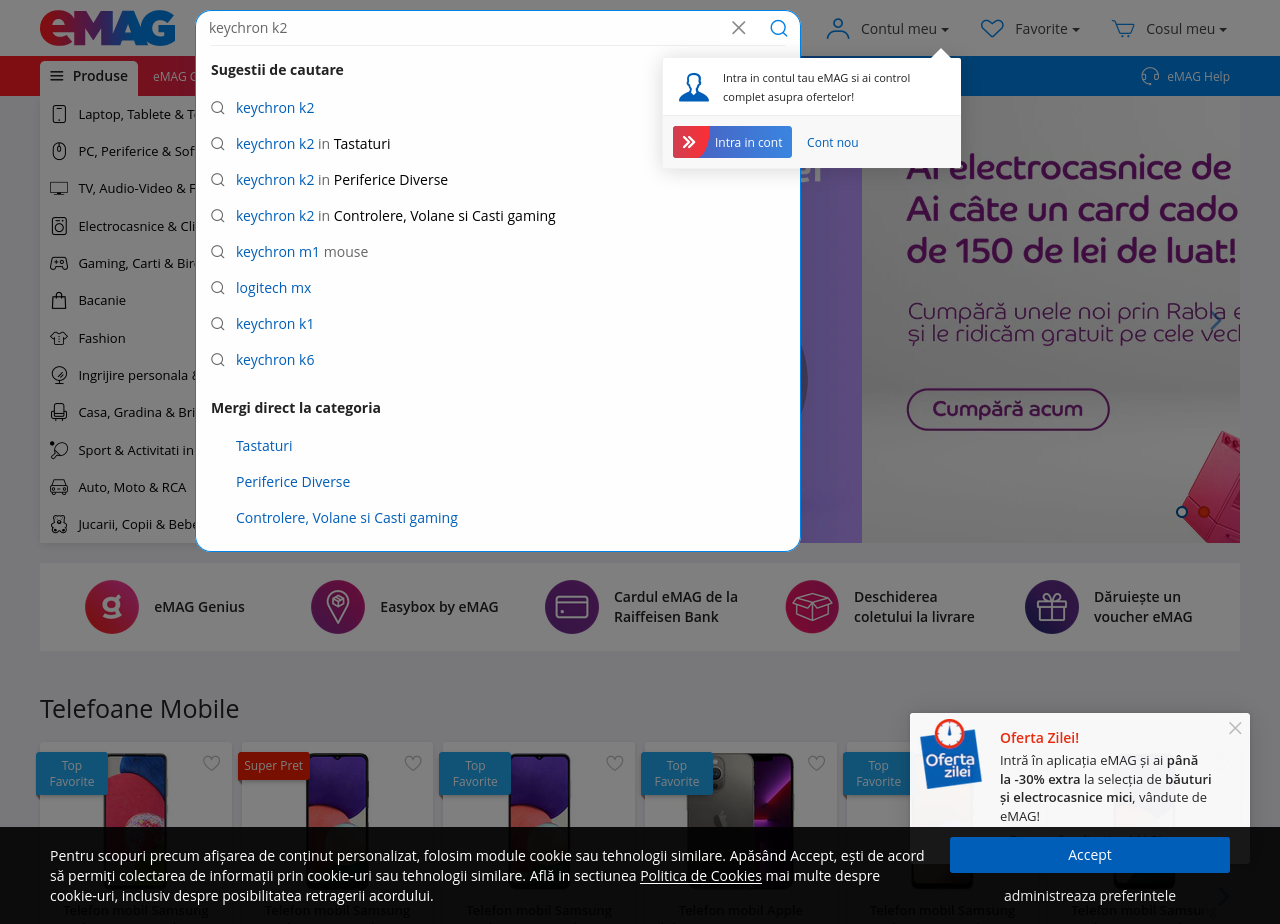 eMAG
keychron k2
Contul meu
Favorite
Cosul meu
Produse
eMAG G
eMAG Help
Sugestii de cautare
keychron k2
keychron k2 in Tastaturi
keychron k2 in Periferice Diverse
keychron k2 in Controlere, Volane si Casti gaming
keychron m1 mouse
logitech mx
keychron k1
keychron k6
Mergi direct la categoria
Tastaturi
Periferice Diverse
Controlere, Volane si Casti gaming
Intra in contul tau eMAG si ai control
complet asupra ofertelor!
Intra in cont
Cont nou
Laptop, Tablete & T
PC, Periferice & Sof
TV, Audio-Video & F
Electrocasnice & Cli
Gaming, Carti & Biro
Bacanie
Fashion
Ingrijire personala &
Casa, Gradina & Bri
Sport & Activitati in
Auto, Moto & RCA
Jucarii, Copii & Bebe
Ai electrocasnice de
Ai câte un card cado
de 150 de lei de luat!
Cumpără unele noi prin Rabla e
și le ridicăm gratuit pe cele vech
Cumpără acum
eMAG Genius
Easybox by eMAG
Cardul eMAG de la
Raiffeisen Bank
Deschiderea
coletului la livrare
Dăruiește un
voucher eMAG
Telefoane Mobile
Top
Favorite
Super Pret
Top
Favorite
Top
Favorite
Top
Favorite
Oferta
zilei
Oferta Zilei!
Intră în aplicația eMAG și ai până
la -30% extra la selecția de băuturi
și electrocasnice mici, vândute de
eMAG!
Pentru scopuri precum afișarea de conținut personalizat, folosim module cookie sau tehnologii similare. Apăsând Accept, ești de acord
să permiți colectarea de informații prin cookie-uri sau tehnologii similare. Află in sectiunea Politica de Cookies mai multe despre
cookie-uri, inclusiv despre posibilitatea retragerii acordului.
Accept
administreaza preferintele
Telefon mobil Samsung
Telefon mobil Samsung
Telefon mobil Samsung
Telefon mobil Apple
Telefon mobil Samsung
Telefon mobil Samsu